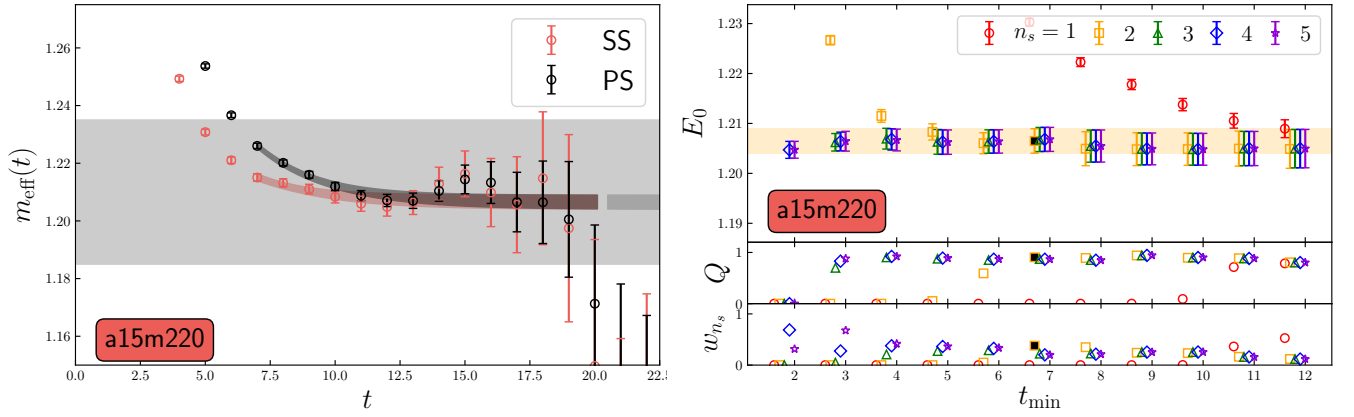 1.26
1.24
1.22
1.20
1.18
1.16
m_eff(t)
SS
PS
a15m220
0.0 2.5 5.0 7.5 10.0 12.5 15.0 17.5 20.0 22.5
t
1.23
1.22
1.21
1.20
1.19
E_0
n_s = 1 2 3 4 5
a15m220
1
0
Q
1
0
w_{n_s}
2 3 4 5 6 7 8 9 10 11 12
t_min